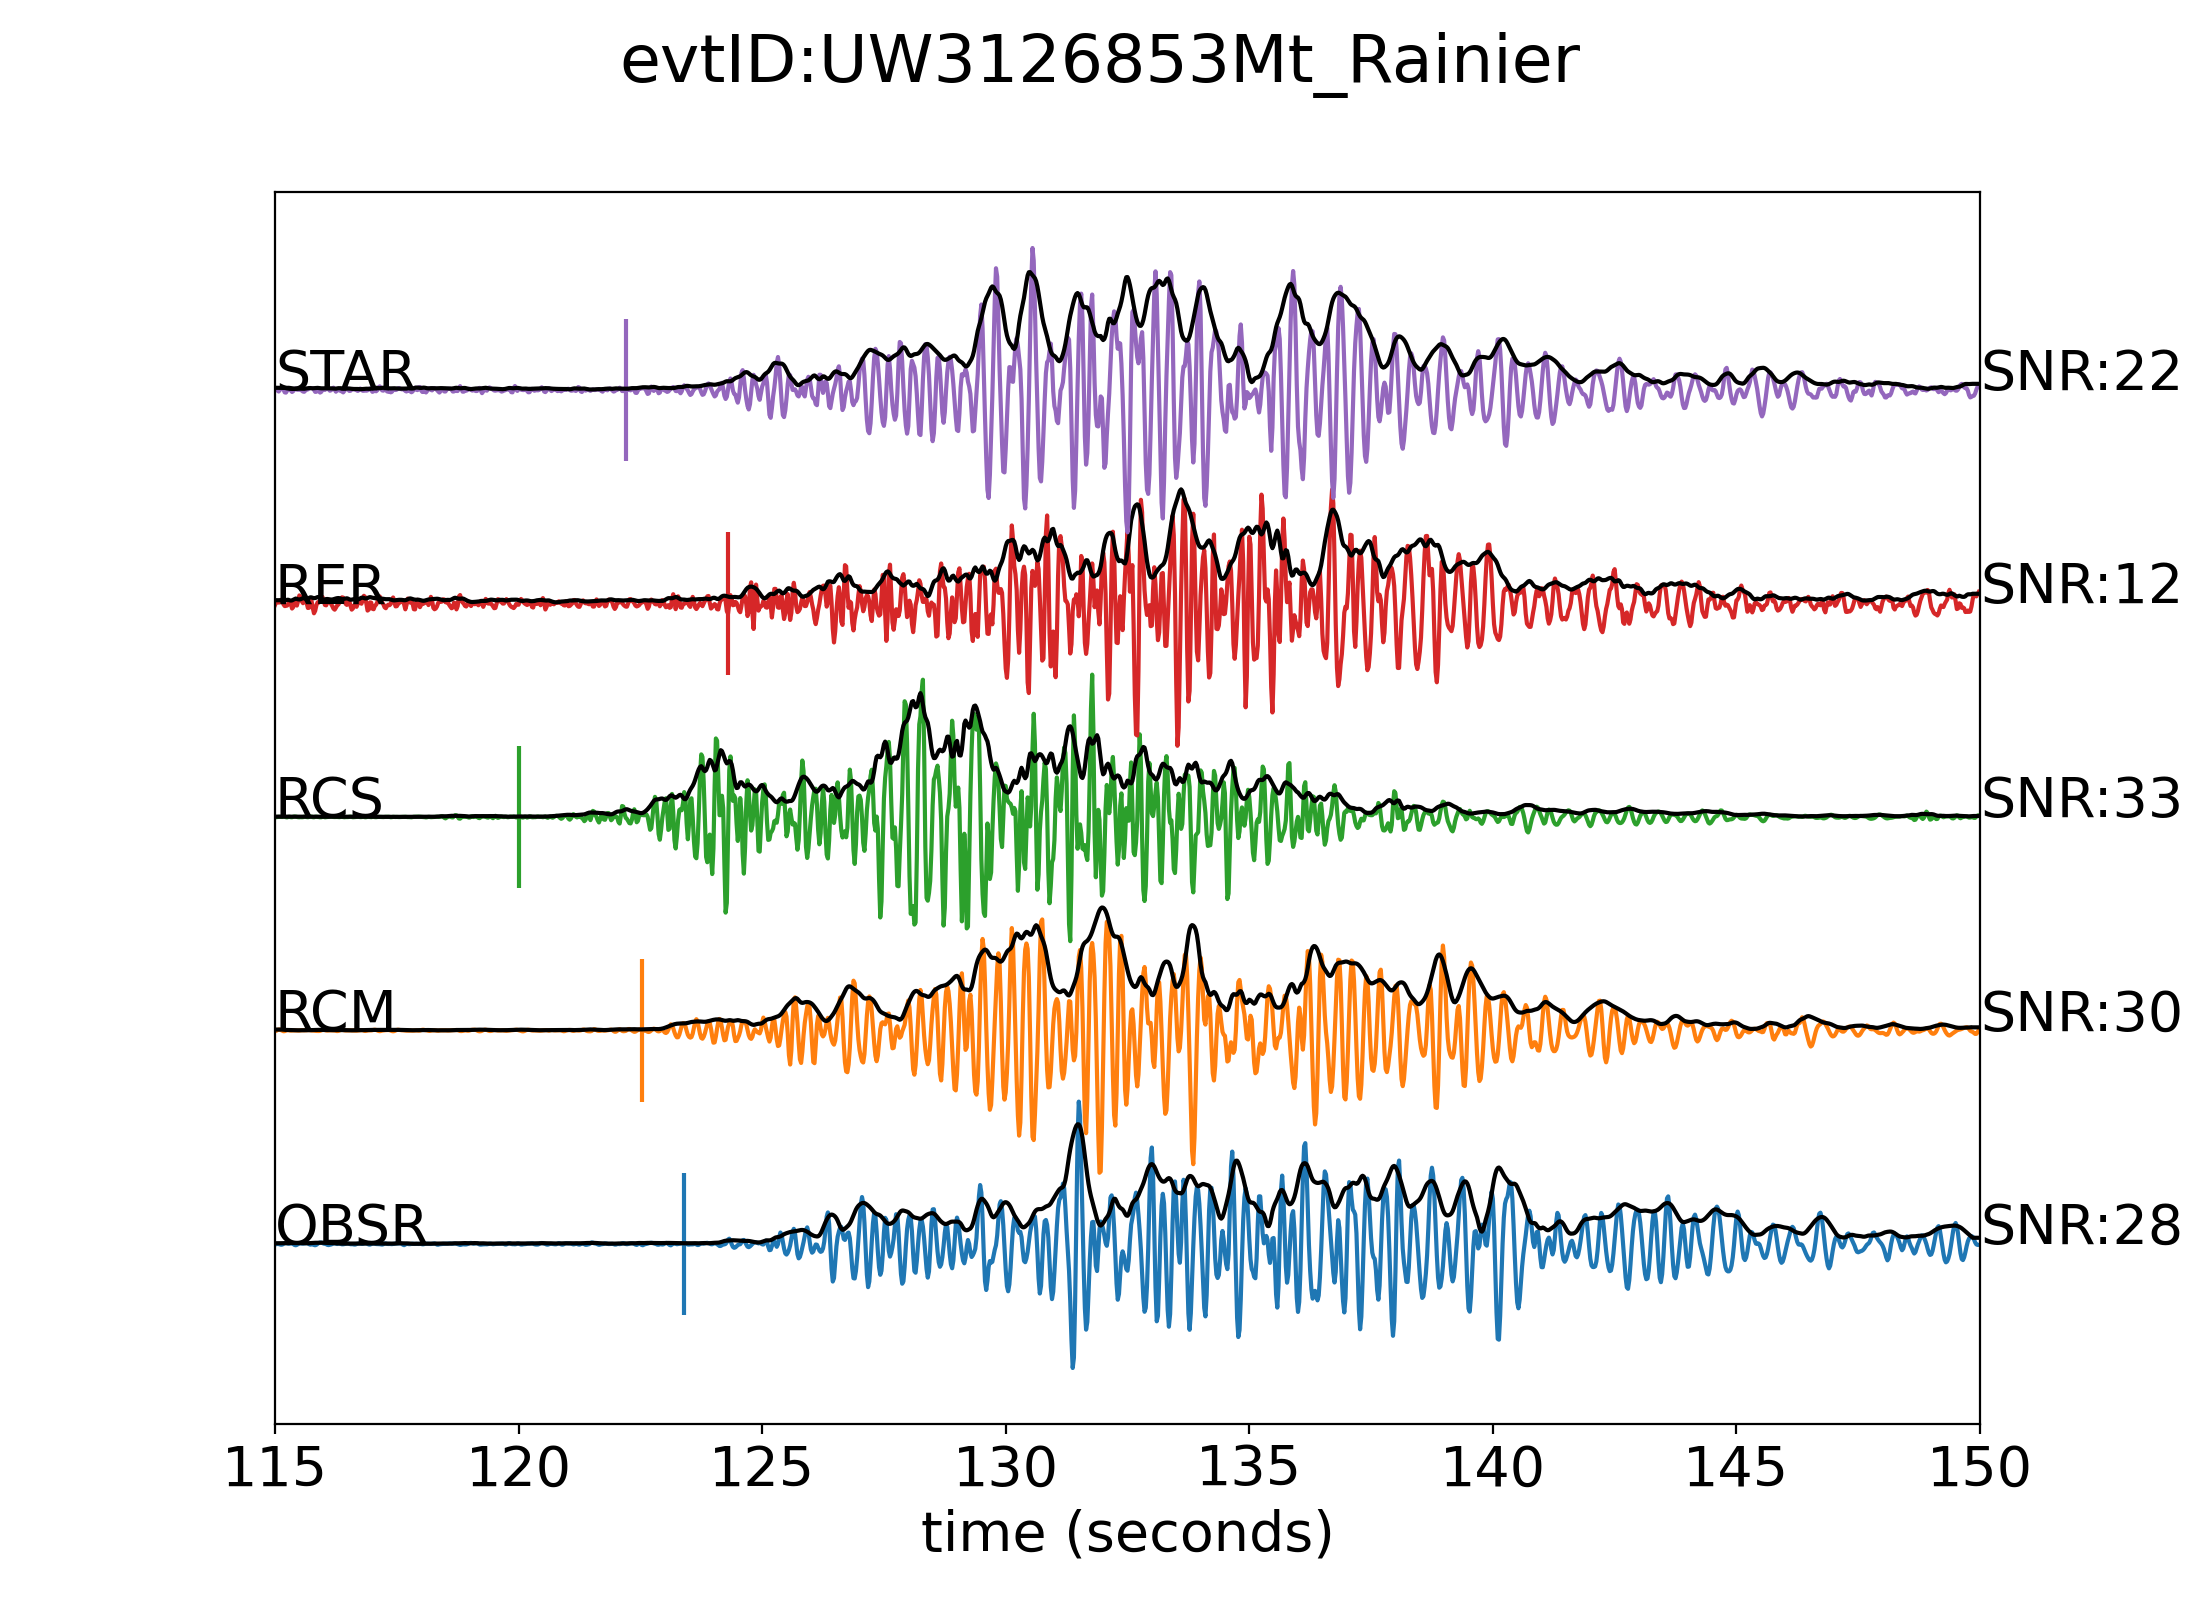 evtID:UW3126853Mt_Rainier
STAR SNR:22
RER SNR:12
RCS SNR:33
RCM SNR:30
OBSR SNR:28
115 120 125 130 135 140 145 150
time (seconds)